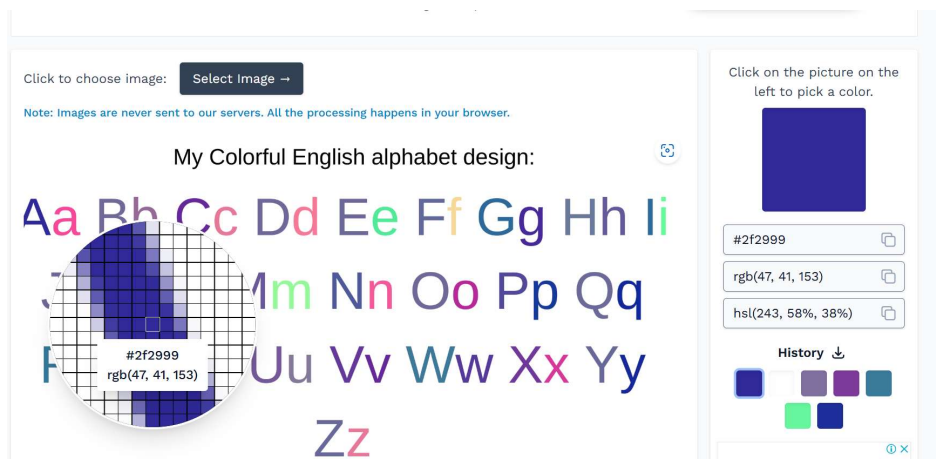 Click to choose image: Select Image →
Note: Images are never sent to our servers. All the processing happens in your browser.
My Colorful English alphabet design:
Aa Bb Cc Dd Ee Ff Gg Hh Ii
Mm Nn Oo Pp Qq
Uu Vv Ww Xx Yy
Zz
#2f2999
rgb(47, 41, 153)
Click on the picture on the
left to pick a color.
#2f2999
rgb(47, 41, 153)
hsl(243, 58%, 38%)
History